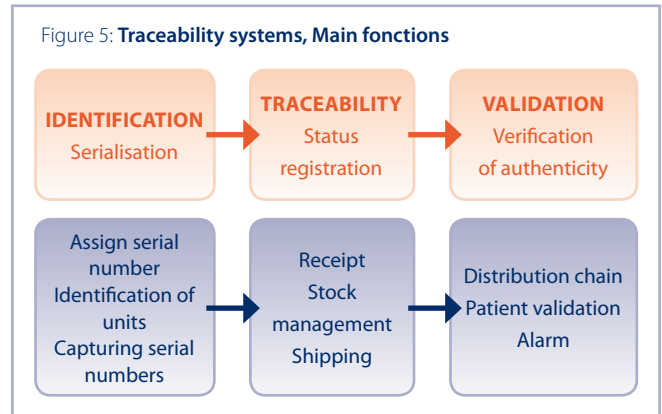 Figure 5: Traceability systems, Main fonctions
IDENTIFICATION
Serialisation
TRACEABILITY
Status
registration
VALIDATION
Verification
of authenticity
Assign serial
number
Identification of
units
Capturing serial
numbers
Receipt
Stock
management
Shipping
Distribution chain
Patient validation
Alarm